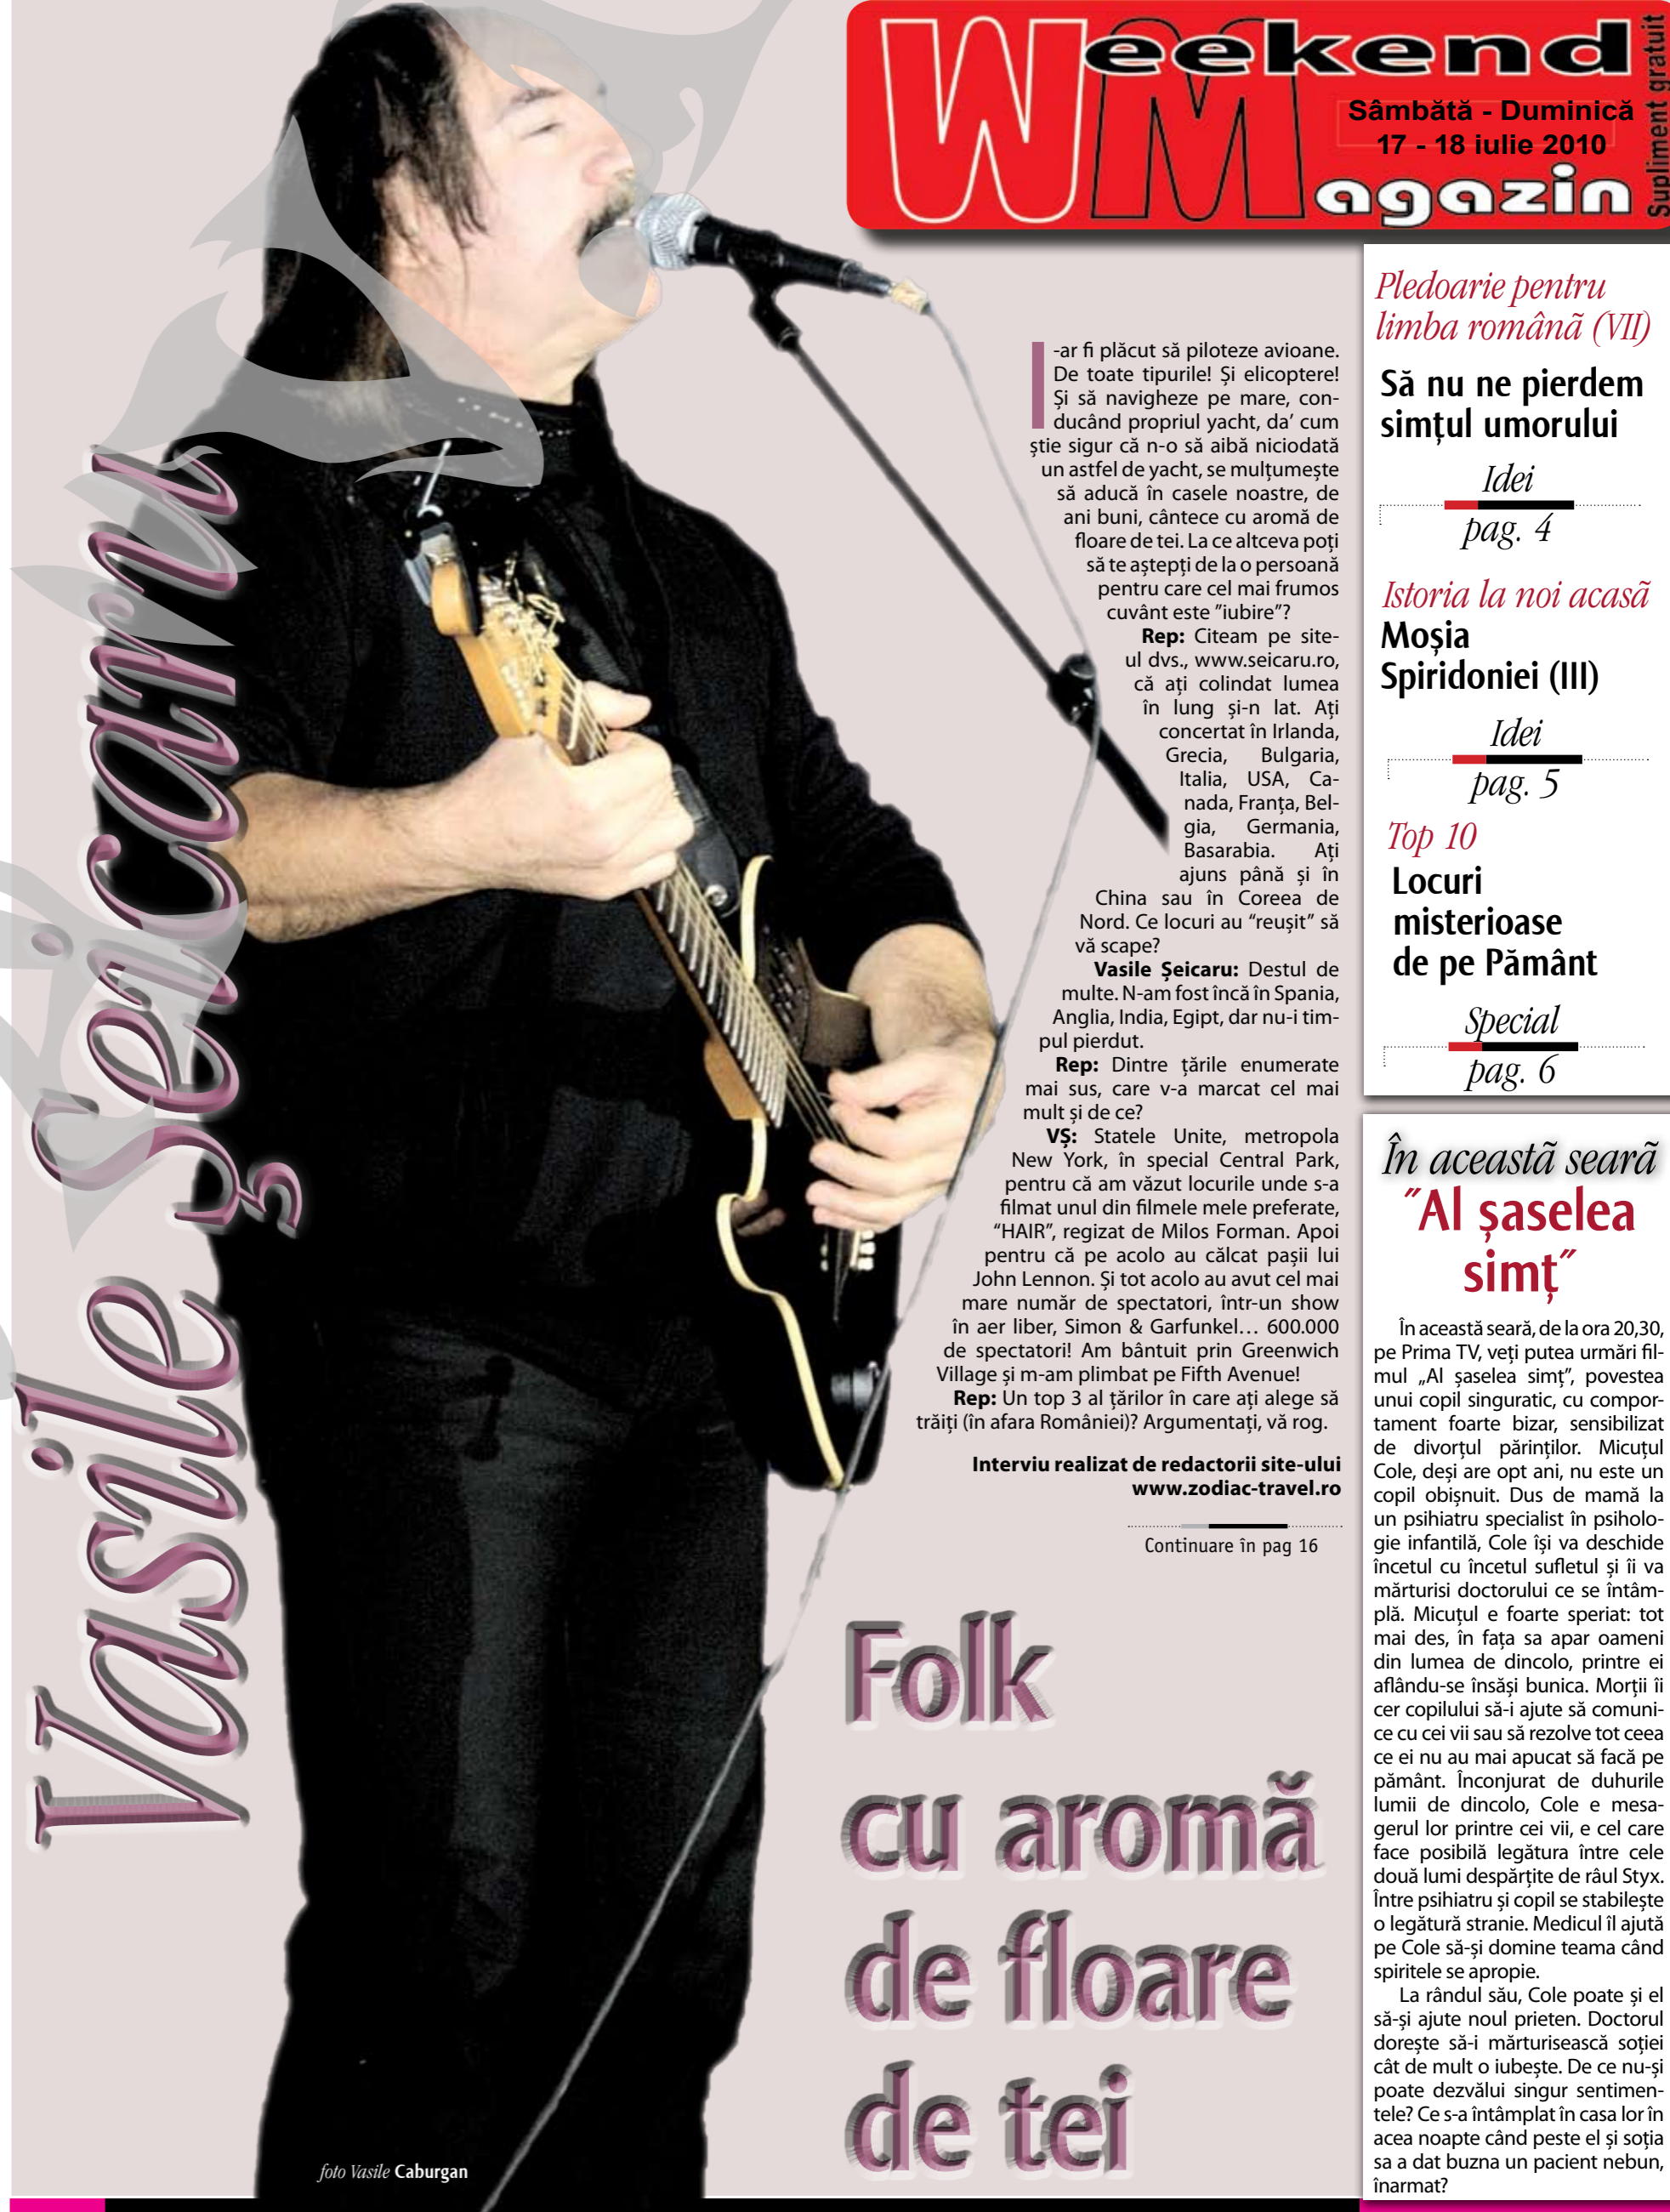 Weekend
Magazin
Sâmbătă - Duminică
17 - 18 iulie 2010
Supliment gratuit
Vasile Șeicaru
I-ar fi plăcut să piloteze avioane.
De toate tipurile! Și elicoptere!
Și să navigheze pe mare, con-
ducând propriul yacht, da’ cum
știe sigur că n-o să aibă niciodată
un astfel de yacht, se mulțumește
să aducă în casele noastre, de
ani buni, cântece cu aromă de
floare de tei. La ce altceva poți
să te aștepți de la o persoană
pentru care cel mai frumos
cuvânt este ”iubire”?
Rep: Citeam pe site-
ul dvs., www.seicaru.ro,
că ați colindat lumea
în lung și-n lat. Ați
concertat în Irlanda,
Grecia, Bulgaria,
Italia, USA, Ca-
nada, Franța, Bel-
gia, Germania,
Basarabia. Ați
ajuns până și în
China sau în Coreea de
Nord. Ce locuri au “reușit” să
vă scape?
Vasile Șeicaru: Destul de
multe. N-am fost încă în Spania,
Anglia, India, Egipt, dar nu-i tim-
pul pierdut.
Rep: Dintre țările enumerate
mai sus, care v-a marcat cel mai
mult și de ce?
VȘ: Statele Unite, metropola
New York, în special Central Park,
pentru că am văzut locurile unde s-a
filmat unul din filmele mele preferate,
“HAIR”, regizat de Milos Forman. Apoi
pentru că pe acolo au călcat pașii lui
John Lennon. Și tot acolo au avut cel mai
mare număr de spectatori, într-un show
în aer liber, Simon & Garfunkel… 600.000
de spectatori! Am bântuit prin Greenwich
Village și m-am plimbat pe Fifth Avenue!
Rep: Un top 3 al țărilor în care ați alege să
trăiți (în afara României)? Argumentați, vă rog.
Interviu realizat de redactorii site-ului
www.zodiac-travel.ro
Continuare în pag 16
Folk
cu aromă
de floare
de tei
foto Vasile Caburgan
Pledoarie pentru
limba românã (VII)
Să nu ne pierdem
simțul umorului
Idei
pag. 4
Istoria la noi acasã
Moșia
Spiridoniei (III)
Idei
pag. 5
Top 10
Locuri
misterioase
de pe Pământ
Special
pag. 6
În aceastã searã
˝Al șaselea
simț˝
În această seară, de la ora 20,30,
pe Prima TV, veți putea urmări fil-
mul „Al șaselea simț”, povestea
unui copil singuratic, cu compor-
tament foarte bizar, sensibilizat
de divorțul părinților. Micuțul
Cole, deși are opt ani, nu este un
copil obișnuit. Dus de mamă la
un psihiatru specialist în psiholo-
gie infantilă, Cole își va deschide
încetul cu încetul sufletul și îi va
mărturisi doctorului ce se întâm-
plă. Micuțul e foarte speriat: tot
mai des, în fața sa apar oameni
din lumea de dincolo, printre ei
aflându-se însăși bunica. Morții îi
cer copilului să-i ajute să comuni-
ce cu cei vii sau să rezolve tot ceea
ce ei nu au mai apucat să facă pe
pământ. Înconjurat de duhurile
lumii de dincolo, Cole e mesa-
gerul lor printre cei vii, e cel care
face posibilă legătura între cele
două lumi despărțite de râul Styx.
Între psihiatru și copil se stabilește
o legătură stranie. Medicul îl ajută
pe Cole să-și domine teama când
spiritele se apropie.
La rândul său, Cole poate și el
să-și ajute noul prieten. Doctorul
dorește să-i mărturisească soției
cât de mult o iubește. De ce nu-și
poate dezvălui singur sentimen-
tele? Ce s-a întâmplat în casa lor în
acea noapte când peste el și soția
sa a dat buzna un pacient nebun,
înarmat?